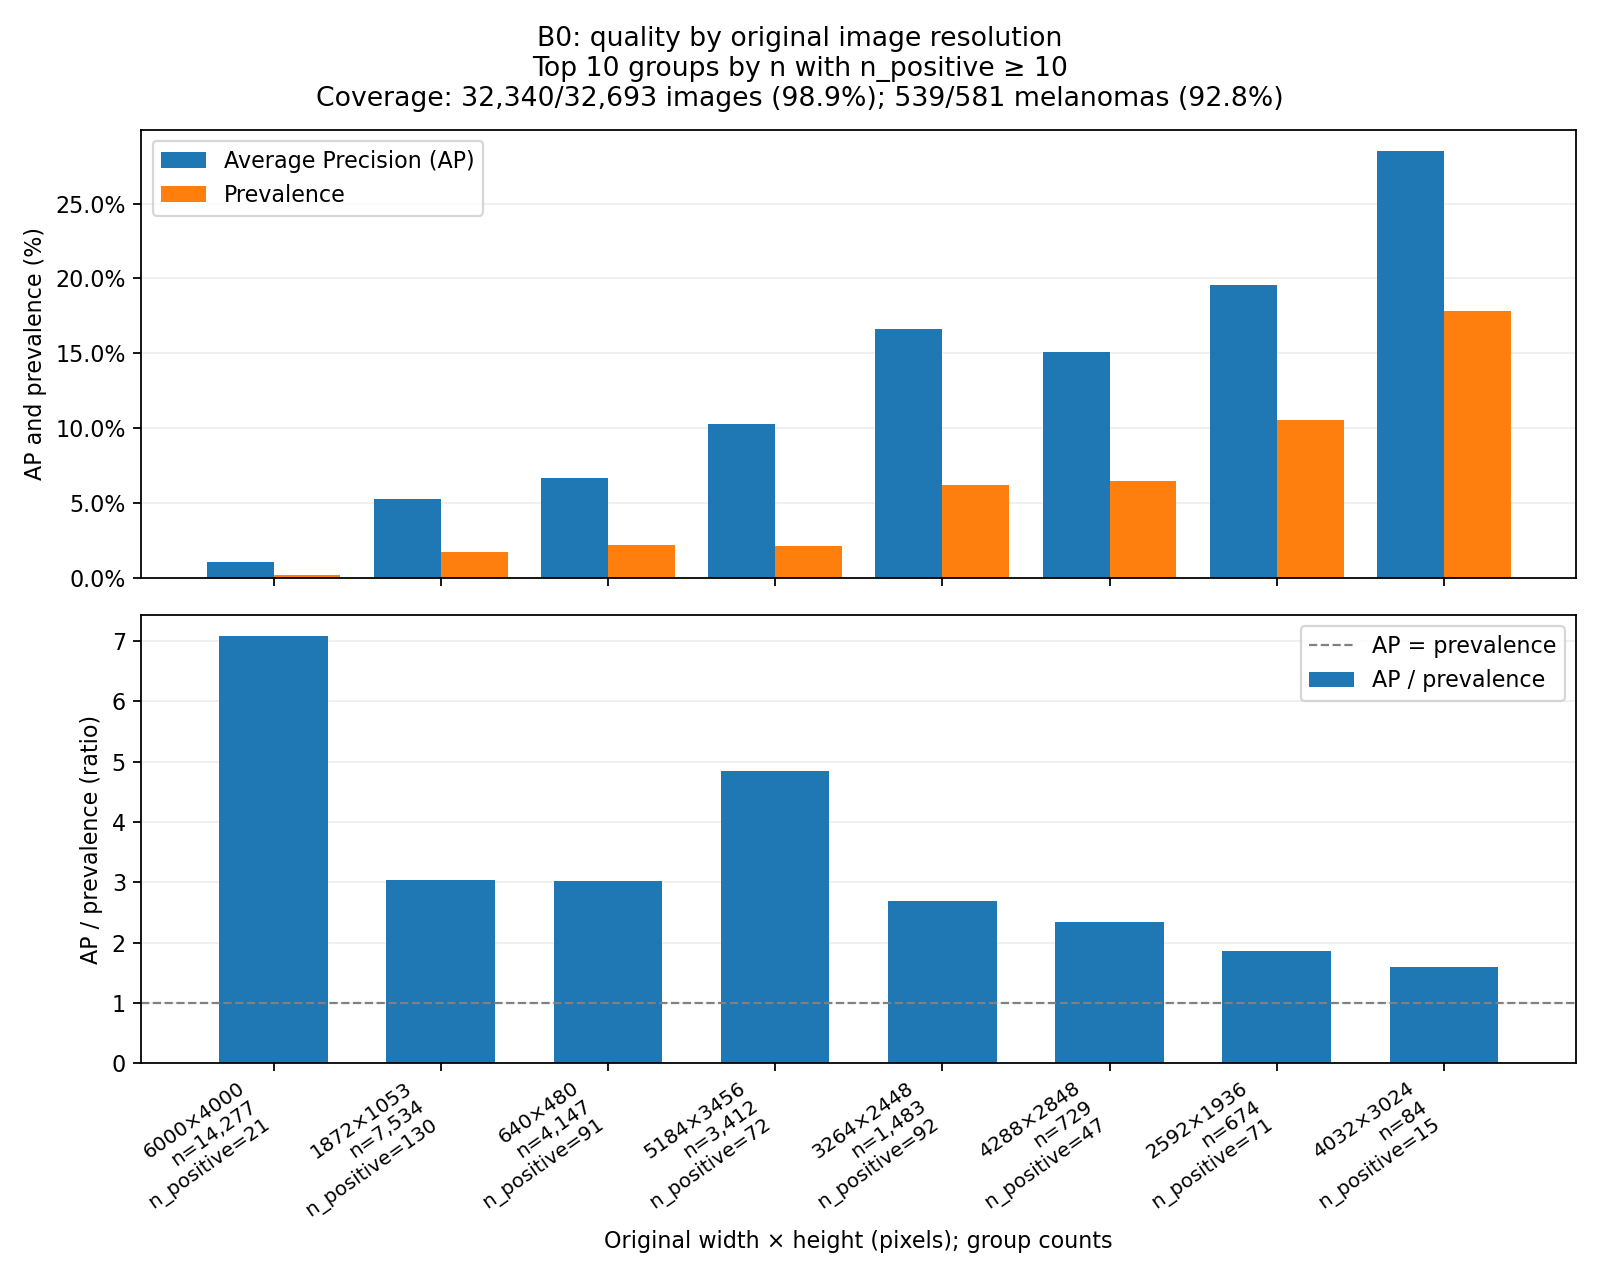 B0: quality by original image resolution
Top 10 groups by n with n_positive ≥ 10
Coverage: 32,340/32,693 images (98.9%); 539/581 melanomas (92.8%)
Average Precision (AP)
Prevalence
AP and prevalence (%)
25.0%
20.0%
15.0%
10.0%
5.0%
0.0%
AP = prevalence
AP / prevalence
AP / prevalence (ratio)
7
6
5
4
3
2
1
0
6000×4000
n=14,277
n_positive=21
1872×1053
n=7,534
n_positive=130
640×480
n=4,147
n_positive=91
5184×3456
n=3,412
n_positive=72
3264×2448
n=1,483
n_positive=92
4288×2848
n=729
n_positive=47
2592×1936
n=674
n_positive=71
4032×3024
n=84
n_positive=15
Original width × height (pixels); group counts